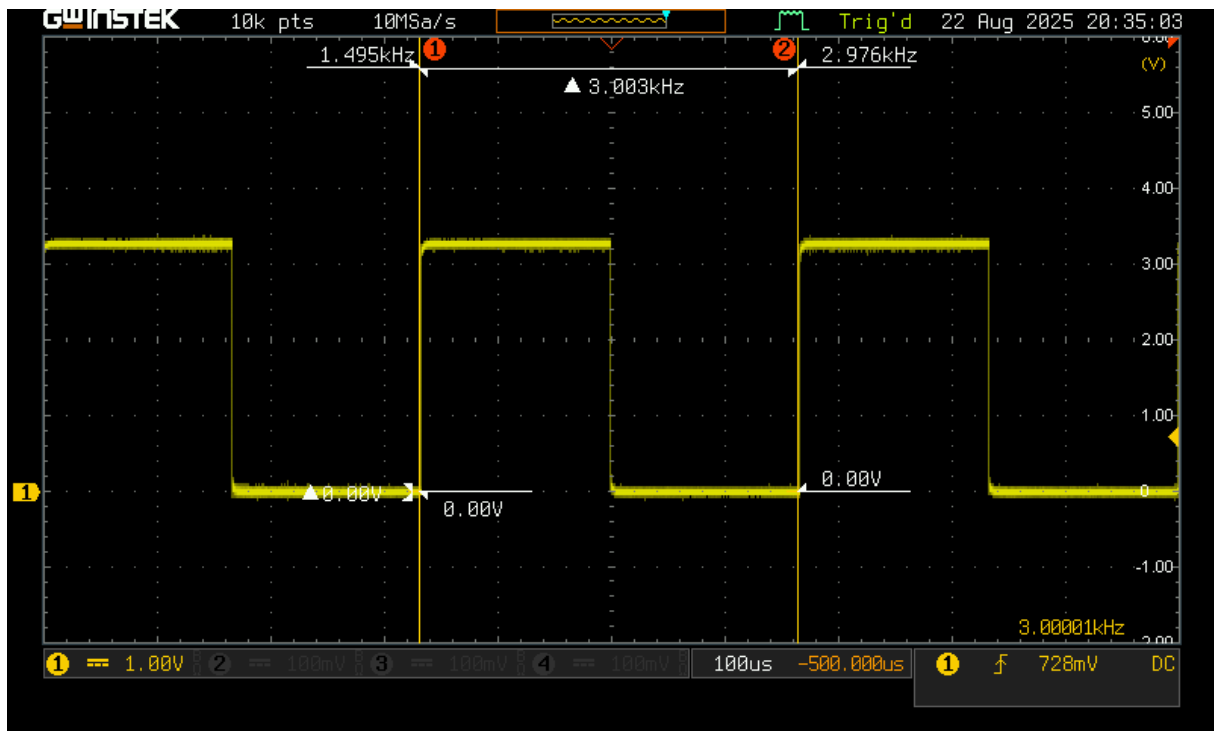 GWINSTEK 10k pts 10MSa/s Trig'd 22 Aug 2025 20:35:03
1.495kHz 1 2 2.976kHz
(V)
▲ 3.003kHz
5.00
4.00
3.00
2.00
1.00
1 ▲0.00V 0.00V 0.00V 0
-1.00
3.00001kHz
1 1.00V 2 100mV 3 100mV 4 100mV 100us -500.000us 1 728mV DC